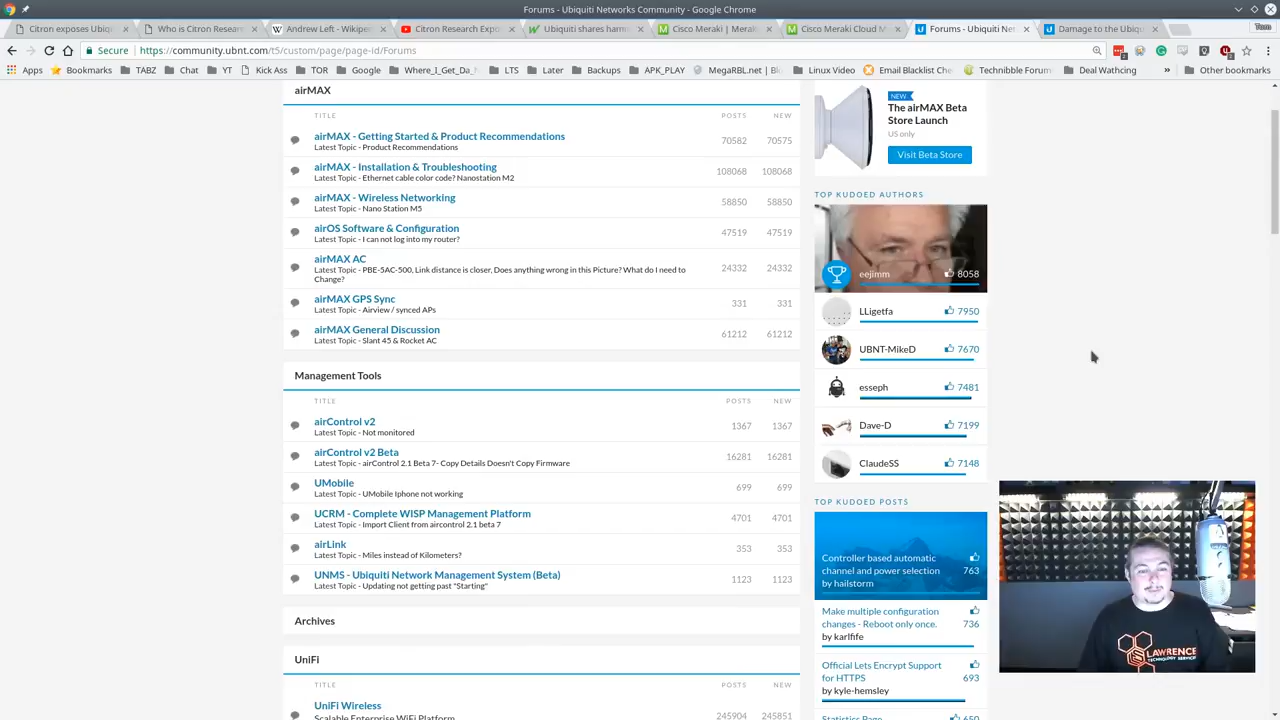 Forums - Ubiquiti Networks Community - Google Chrome
Citron exposes Ubiq
Who is Citron Resear
Andrew Left - Wikipe
Citron Research Exp
Ubiquiti shares hamm
Cisco Meraki | Merak
Cisco Meraki Cloud M
Forums - Ubiquiti Net
Damage to the Ubiq
Tom
Secure https://community.ubnt.com/t5/custom/page/page-id/Forums
Apps Bookmarks TABZ Chat YT Kick Ass TOR Google Where_I_Get_Da_ LTS Later Backups APK_PLAY MegaRBL.net | Bl Linux Video Email Blacklist Che Technibble Forum Deal Wathcing » Other bookmarks
airMAX
TITLE POSTS NEW
airMAX - Getting Started & Product Recommendations 70582 70575
Latest Topic - Product Recommendations
airMAX - Installation & Troubleshooting 108068 108068
Latest Topic - Ethernet cable color code? Nanostation M2
airMAX - Wireless Networking 58850 58850
Latest Topic - Nano Station M5
airOS Software & Configuration 47519 47519
Latest Topic - I can not log into my router?
airMAX AC 24332 24332
Latest Topic - PBE-5AC-500, Link distance is closer, Does anything wrong in this Picture? What do I need to
Change?
airMAX GPS Sync 331 331
Latest Topic - Airview / synced APs
airMAX General Discussion 61212 61212
Latest Topic - Slant 45 & Rocket AC
Management Tools
TITLE POSTS NEW
airControl v2 1367 1367
Latest Topic - Not monitored
airControl v2 Beta 16281 16281
Latest Topic - airControl 2.1 Beta 7- Copy Details Doesn't Copy Firmware
UMobile 699 699
Latest Topic - UMobile Iphone not working
UCRM - Complete WISP Management Platform 4701 4701
Latest Topic - Import Client from aircontrol 2.1 beta 7
airLink 353 353
Latest Topic - Miles instead of Kilometers?
UNMS - Ubiquiti Network Management System (Beta) 1123 1123
Latest Topic - Updating not getting past "Starting"
Archives
UniFi
TITLE POSTS NEW
UniFi Wireless 245904 245851
Scalable Enterprise WiFi Platform
NEW
The airMAX Beta
Store Launch
US only
Visit Beta Store
TOP KUDOED AUTHORS
eejimm 8058
LLigetfa 7950
UBNT-MikeD 7670
esseph 7481
Dave-D 7199
ClaudeSS 7148
TOP KUDOED POSTS
Controller based automatic
channel and power selection 763
by hailstorm
Make multiple configuration
changes - Reboot only once. 736
by karlfife
Official Lets Encrypt Support
for HTTPS 693
by kyle-hemsley
Statistics Page 650
LAWRENCE
TECHNOLOGY SERVICES